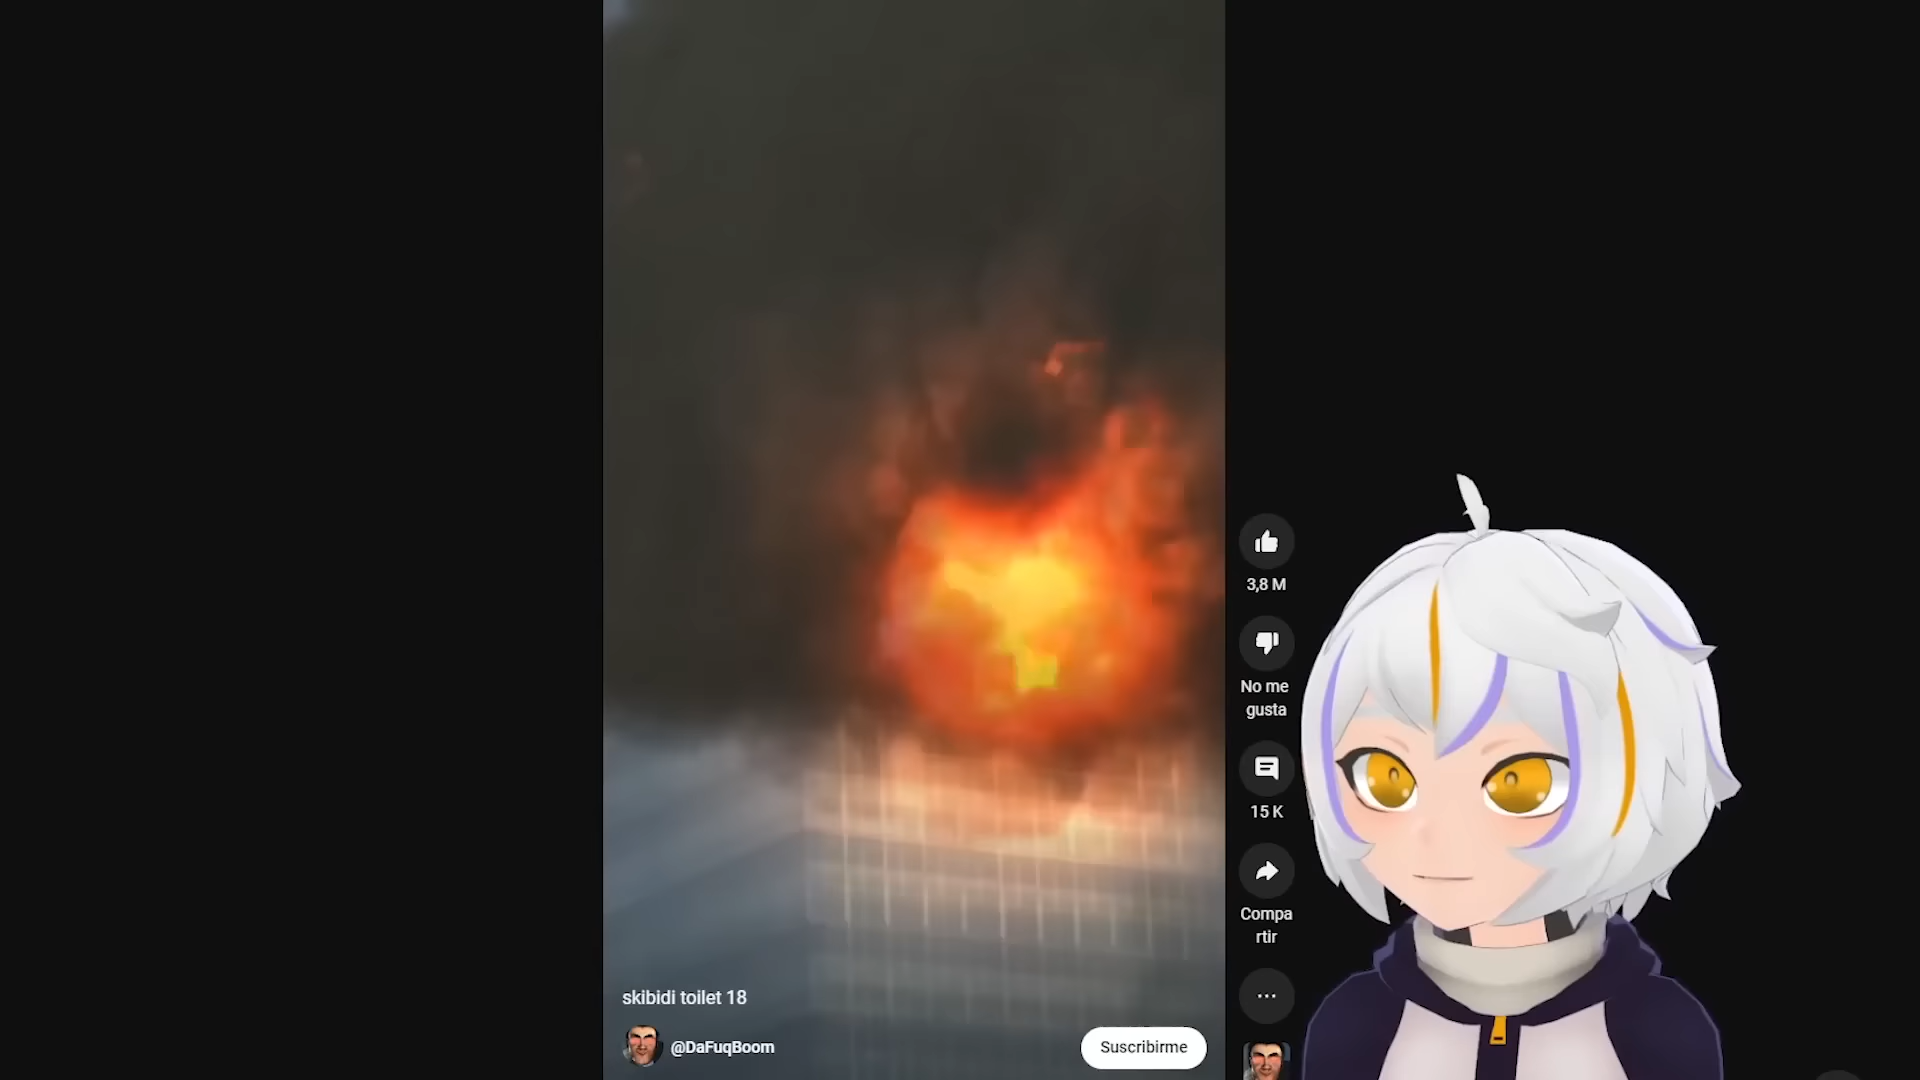 3,8 M
No me
gusta
15 K
Compa
rtir
skibidi toilet 18
@DaFuqBoom
Suscribirme